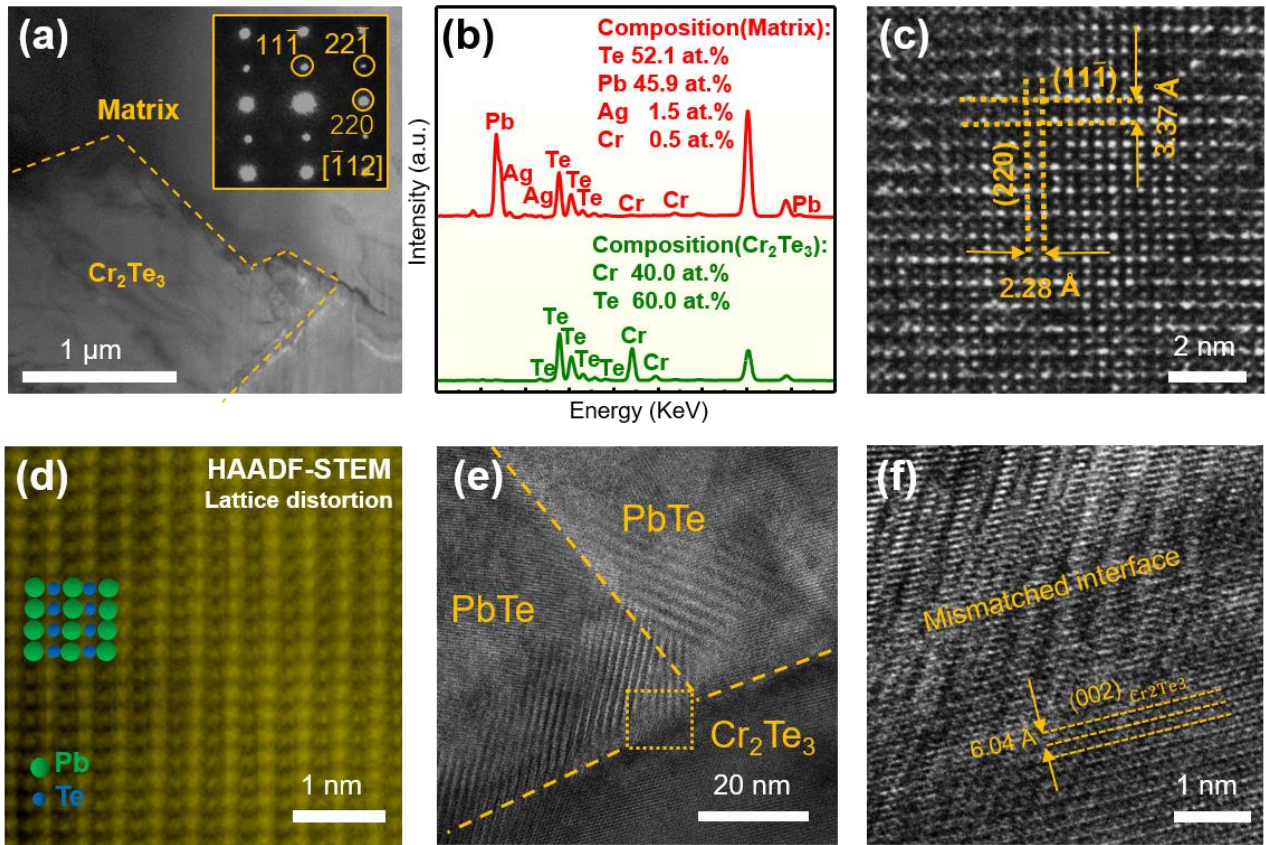 (a)
111̅
221̅
Matrix
220
[1̅12]
Cr₂Te₃
1 μm
(b)
Composition(Matrix):
Te 52.1 at.%
Pb 45.9 at.%
Ag 1.5 at.%
Cr 0.5 at.%
Pb
Ag
Ag
Te
Te
Te
Cr
Cr
Pb
Composition(Cr₂Te₃):
Cr 40.0 at.%
Te 60.0 at.%
Te
Te
Te
Te
Te
Cr
Cr
Intensity (a.u.)
Energy (KeV)
(c)
(111̅)
3.37 Å
(220)
2.28 Å
2 nm
(d)
HAADF-STEM
Lattice distortion
Pb
Te
1 nm
(e)
PbTe
PbTe
Cr₂Te₃
20 nm
(f)
Mismatched interface
(002) Cr2Te3
6.04 Å
1 nm